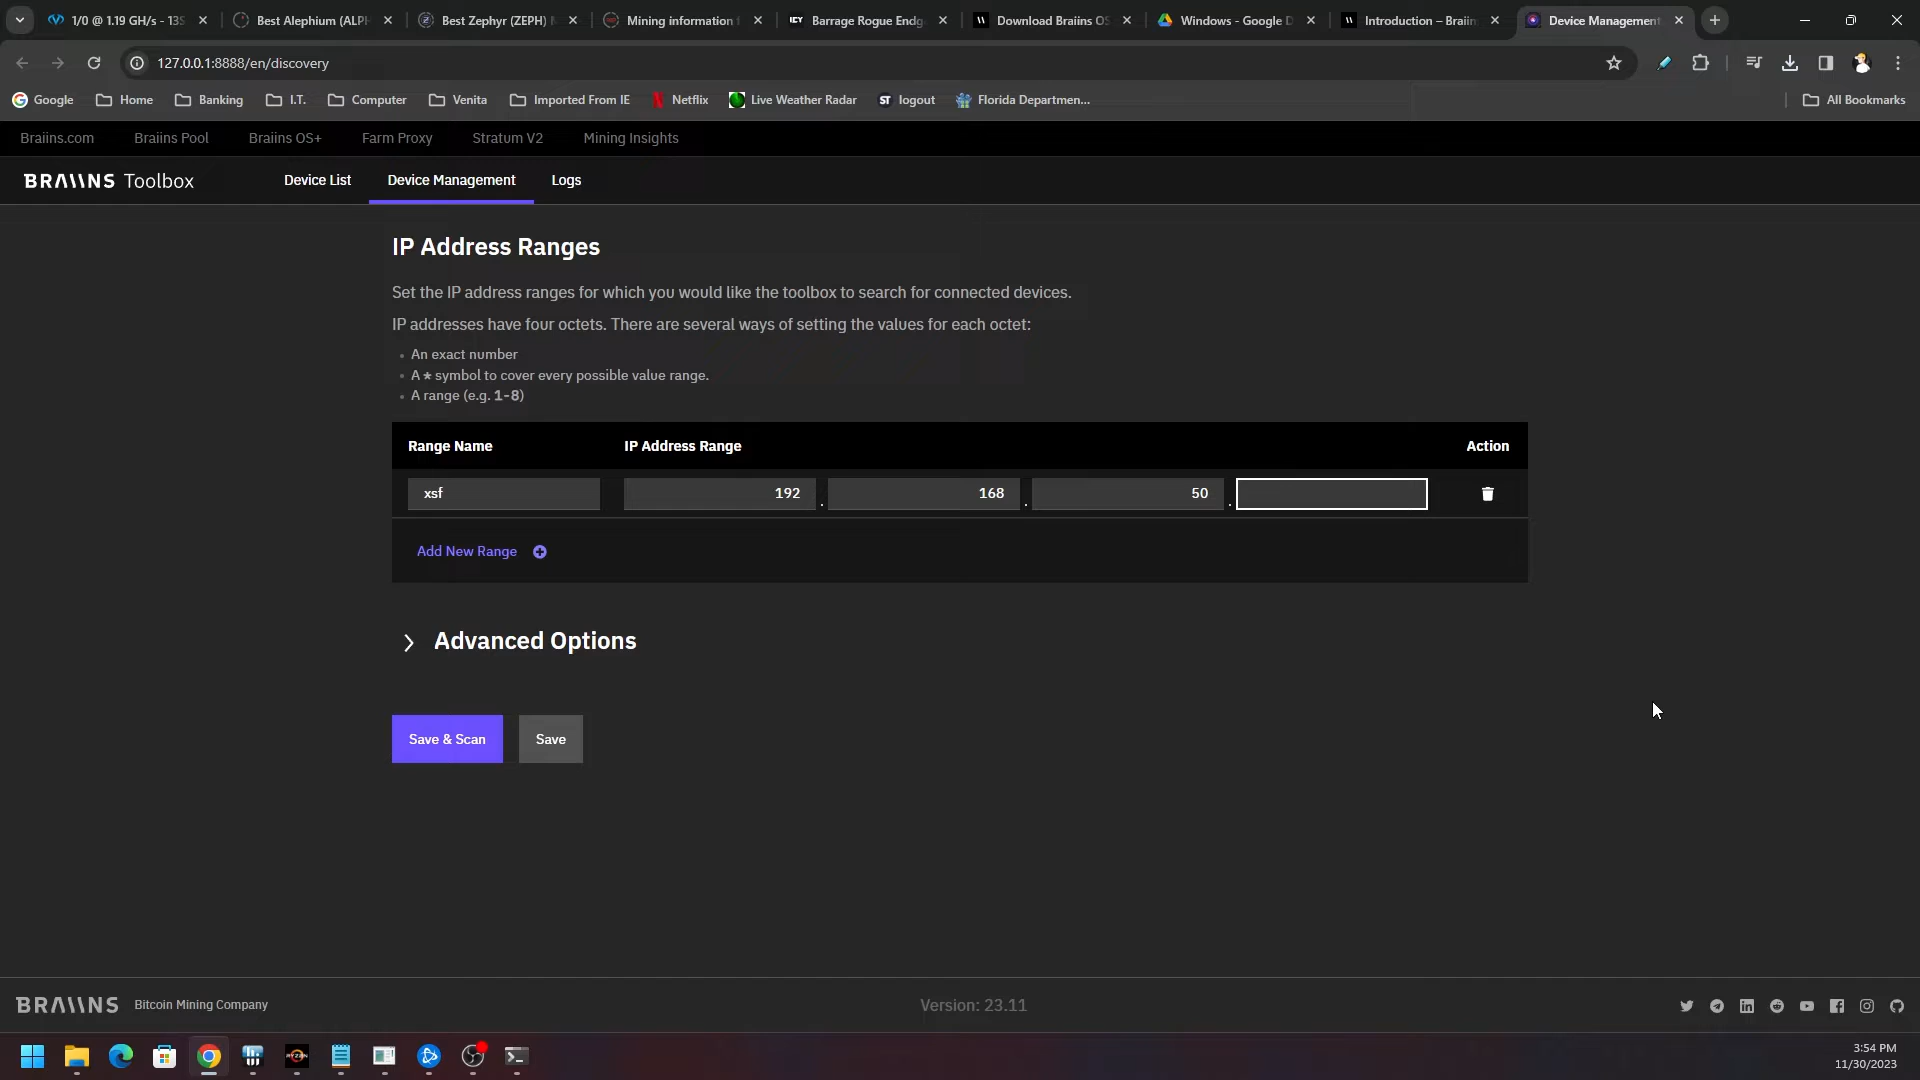 1/0 @ 1.19 GH/s - 13S
Best Alephium (ALPH
Best Zephyr (ZEPH) M
Mining information f
ICY
Barrage Rogue Endg
Download Braiins OS
Windows - Google D
Introduction – Braiin
Device Management
127.0.0.1:8888/en/discovery
Google
Home
Banking
I.T.
Computer
Venita
Imported From IE
Netflix
Live Weather Radar
ST
logout
Florida Departmen...
All Bookmarks
Braiins.com
Braiins Pool
Braiins OS+
Farm Proxy
Stratum V2
Mining Insights
BRAIINS Toolbox
Device List
Device Management
Logs
IP Address Ranges
Set the IP address ranges for which you would like the toolbox to search for connected devices.
IP addresses have four octets. There are several ways of setting the values for each octet:
• An exact number
• A * symbol to cover every possible value range.
• A range (e.g. 1-8)
Range Name
IP Address Range
Action
xsf
192 . 168 . 50 .
Add New Range
Advanced Options
Save & Scan
Save
BRAIINS
Bitcoin Mining Company
Version: 23.11
RYZEN
3:54 PM
11/30/2023